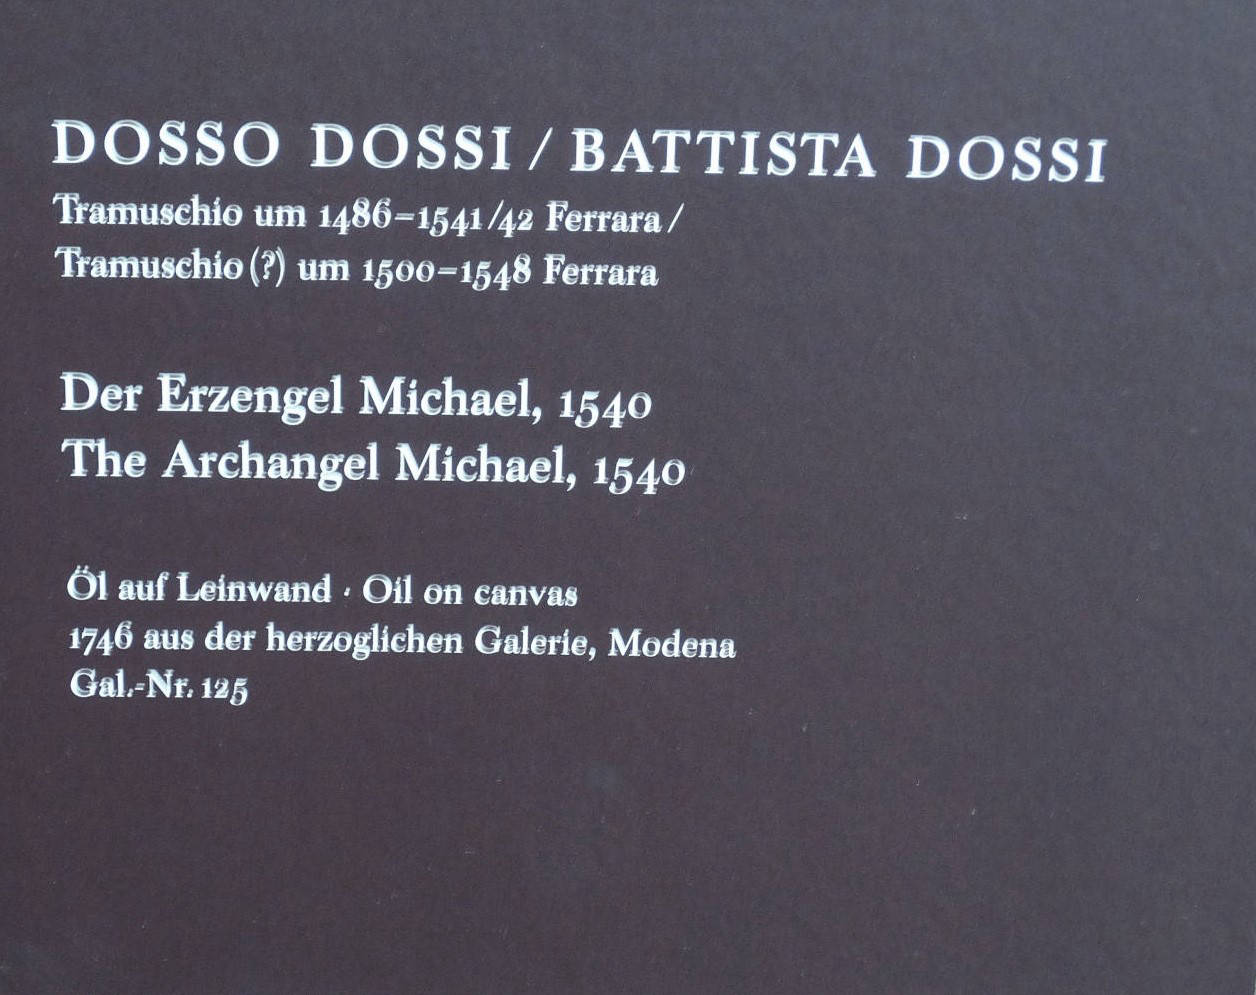 DOSSO DOSSI / BATTISTA DOSSI
Tramuschio um 1486–1541/42 Ferrara /
Tramuschio (?) um 1500–1548 Ferrara
Der Erzengel Michael, 1540
The Archangel Michael, 1540
Öl auf Leinwand · Oil on canvas
1746 aus der herzoglichen Galerie, Modena
Gal.-Nr. 125